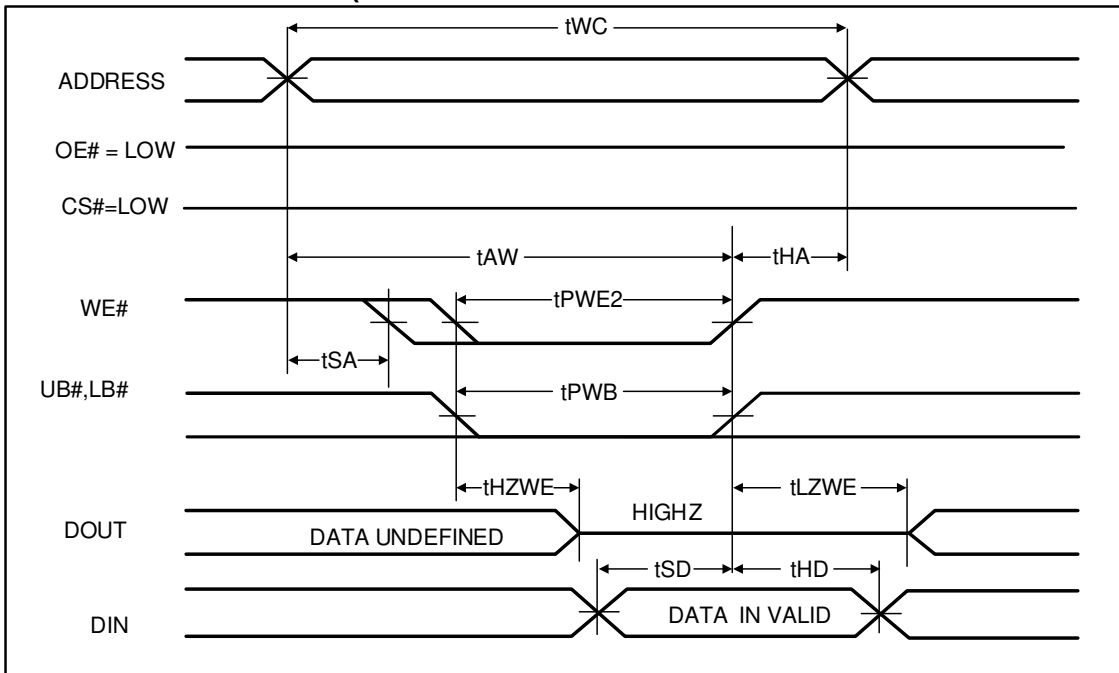 tWC
ADDRESS
OE# = LOW
CS#=LOW
tAW
tHA
WE#
tPWE2
tSA
UB#,LB#
tPWB
tHZWE
tLZWE
DOUT
DATA UNDEFINED
HIGHZ
tSD
tHD
DIN
DATA IN VALID